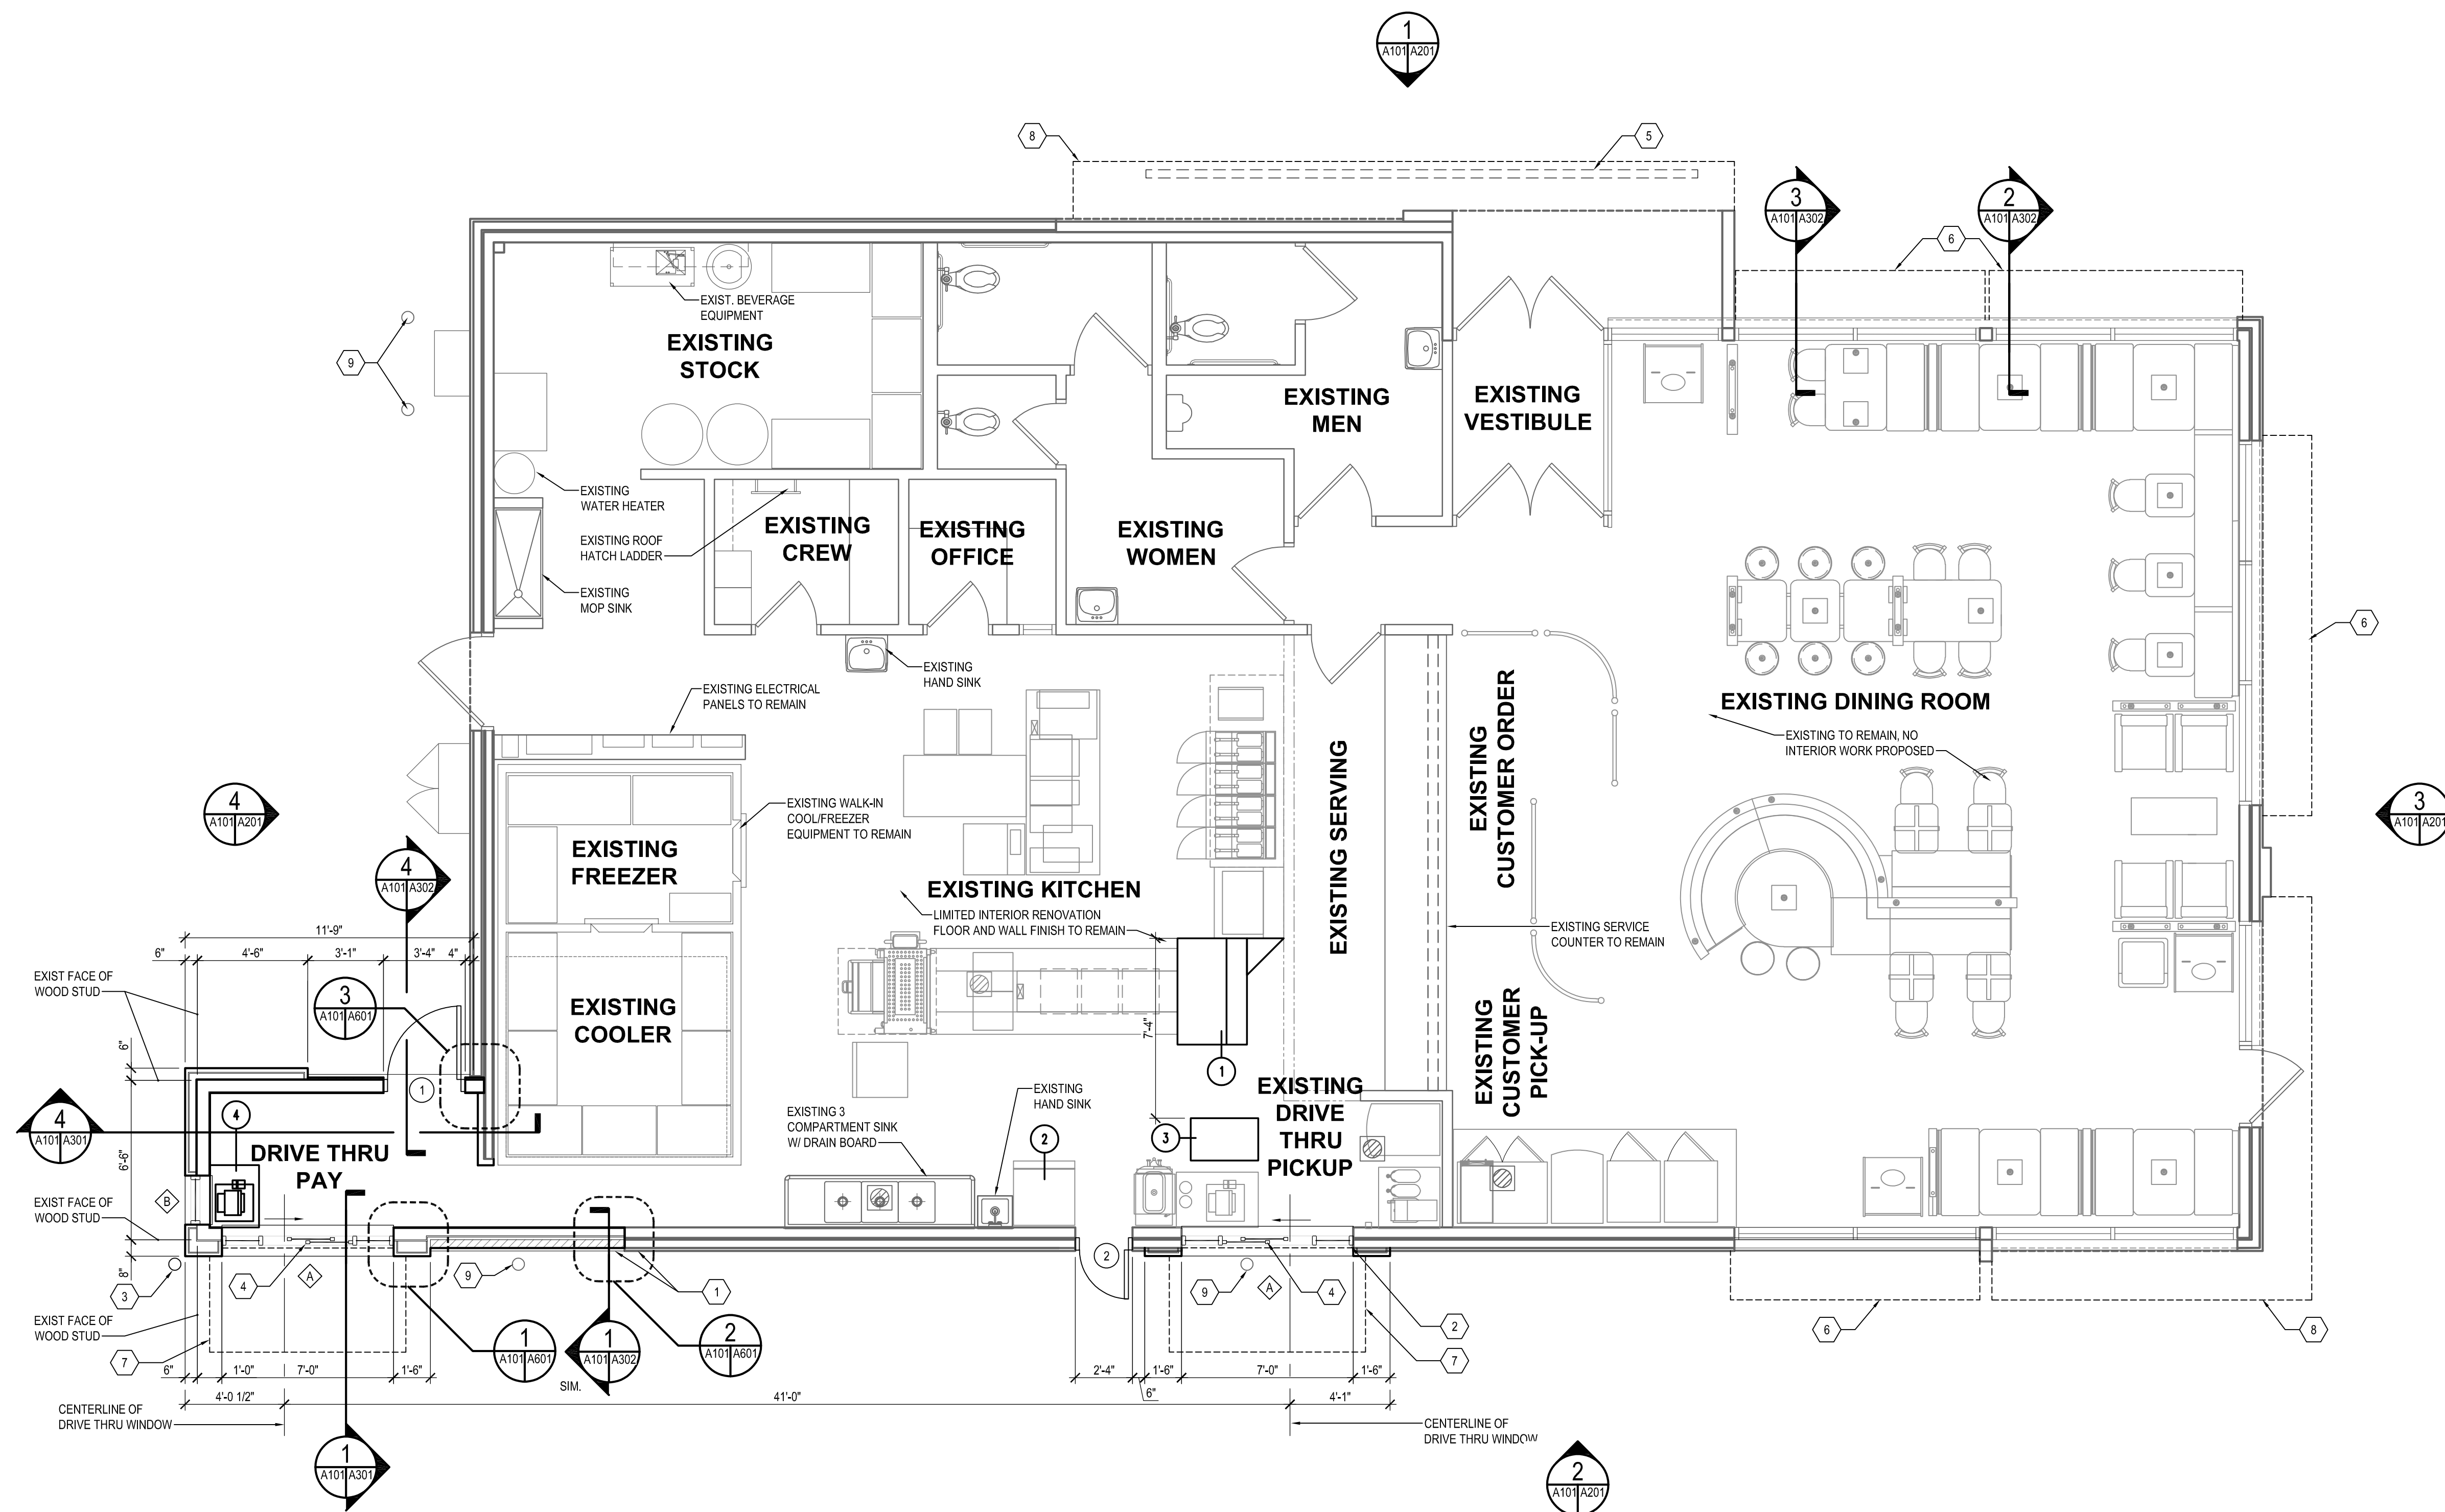 1
A101 A201
8
5
3
A101 A302
2
A101 A302
6
9
EXIST. BEVERAGE
EQUIPMENT
EXISTING
STOCK
EXISTING
MEN
EXISTING
VESTIBULE
EXISTING
WATER HEATER
EXISTING ROOF
HATCH LADDER
EXISTING
CREW
EXISTING
OFFICE
EXISTING
WOMEN
EXISTING
MOP SINK
6
EXISTING
HAND SINK
EXISTING ELECTRICAL
PANELS TO REMAIN
EXISTING DINING ROOM
EXISTING TO REMAIN, NO
INTERIOR WORK PROPOSED
EXISTING
CUSTOMER ORDER
EXISTING SERVING
4
A101 A201
3
A101 A201
EXISTING WALK-IN
COOL/FREEZER
EQUIPMENT TO REMAIN
EXISTING
FREEZER
4
A101 A302
EXISTING KITCHEN
LIMITED INTERIOR RENOVATION
FLOOR AND WALL FINISH TO REMAIN
EXISTING SERVICE
COUNTER TO REMAIN
11'-9"
6"
4'-6"
3'-1"
3'-4"
4"
EXIST FACE OF
WOOD STUD
3
A101 A601
EXISTING
COOLER
7'-4"
EXISTING
CUSTOMER
PICK-UP
6"
1
1
4
A101 A301
4
6'-6"
DRIVE THRU
PAY
EXISTING 3
COMPARTMENT SINK
W/ DRAIN BOARD
EXISTING
HAND SINK
2
3
EXISTING
DRIVE
THRU
PICKUP
EXIST FACE OF
WOOD STUD
B
8"
3
4
A
9
1
2
9
A
4
EXIST FACE OF
WOOD STUD
7
1
A101 A601
1
A101 A302
SIM.
2
A101 A601
2
7
6
8
6"
1'-0"
7'-0"
1'-6"
2'-4"
1'-6"
7'-0"
1'-6"
4'-0 1/2"
41'-0"
6"
4'-1"
CENTERLINE OF
DRIVE THRU WINDOW
CENTERLINE OF
DRIVE THRU WINDOW
1
A101 A301
2
A101 A201